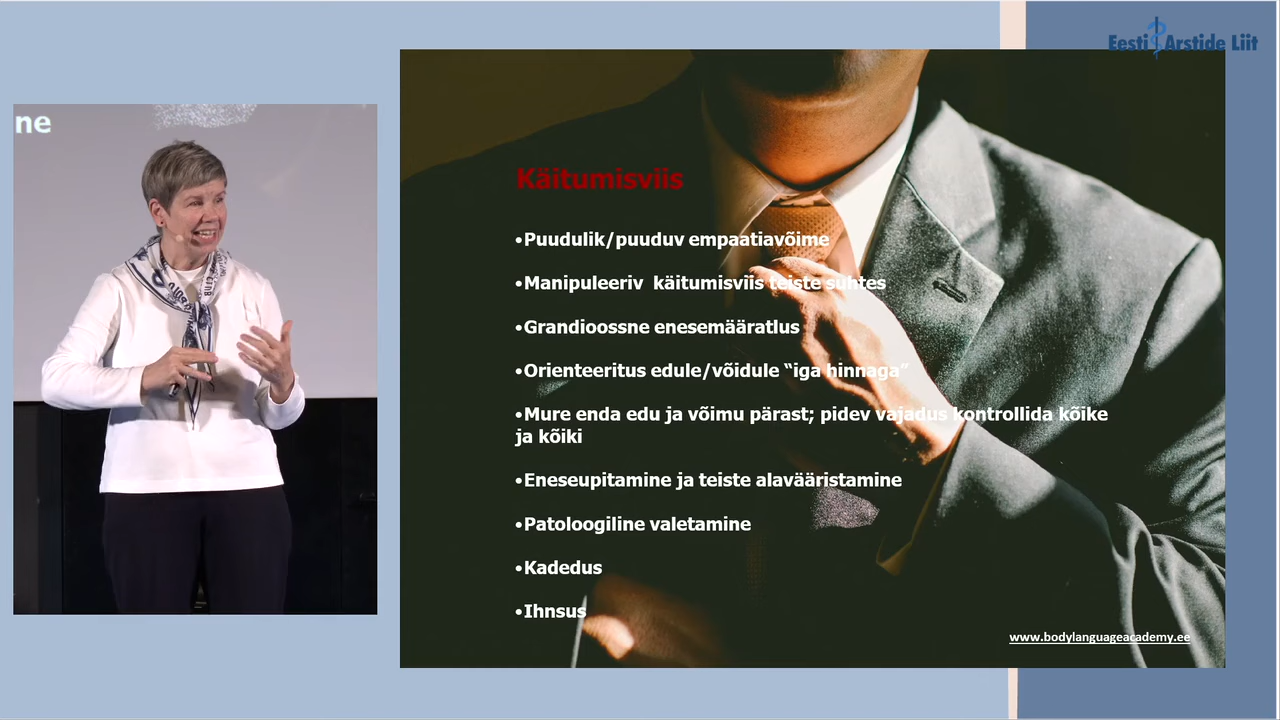 Eesti Arstide Liit
ne
Käitumisviis
•Puudulik/puuduv empaatiavõime
•Manipuleeriv käitumisviis teiste suhtes
•Grandioossne enesemääratlus
•Orienteeritus edule/võidule “iga hinnaga”
•Mure enda edu ja võimu pärast; pidev vajadus kontrollida kõike
ja kõiki
•Eneseupitamine ja teiste alavääristamine
•Patoloogiline valetamine
•Kadedus
•Ihnsus
www.bodylanguageacademy.ee